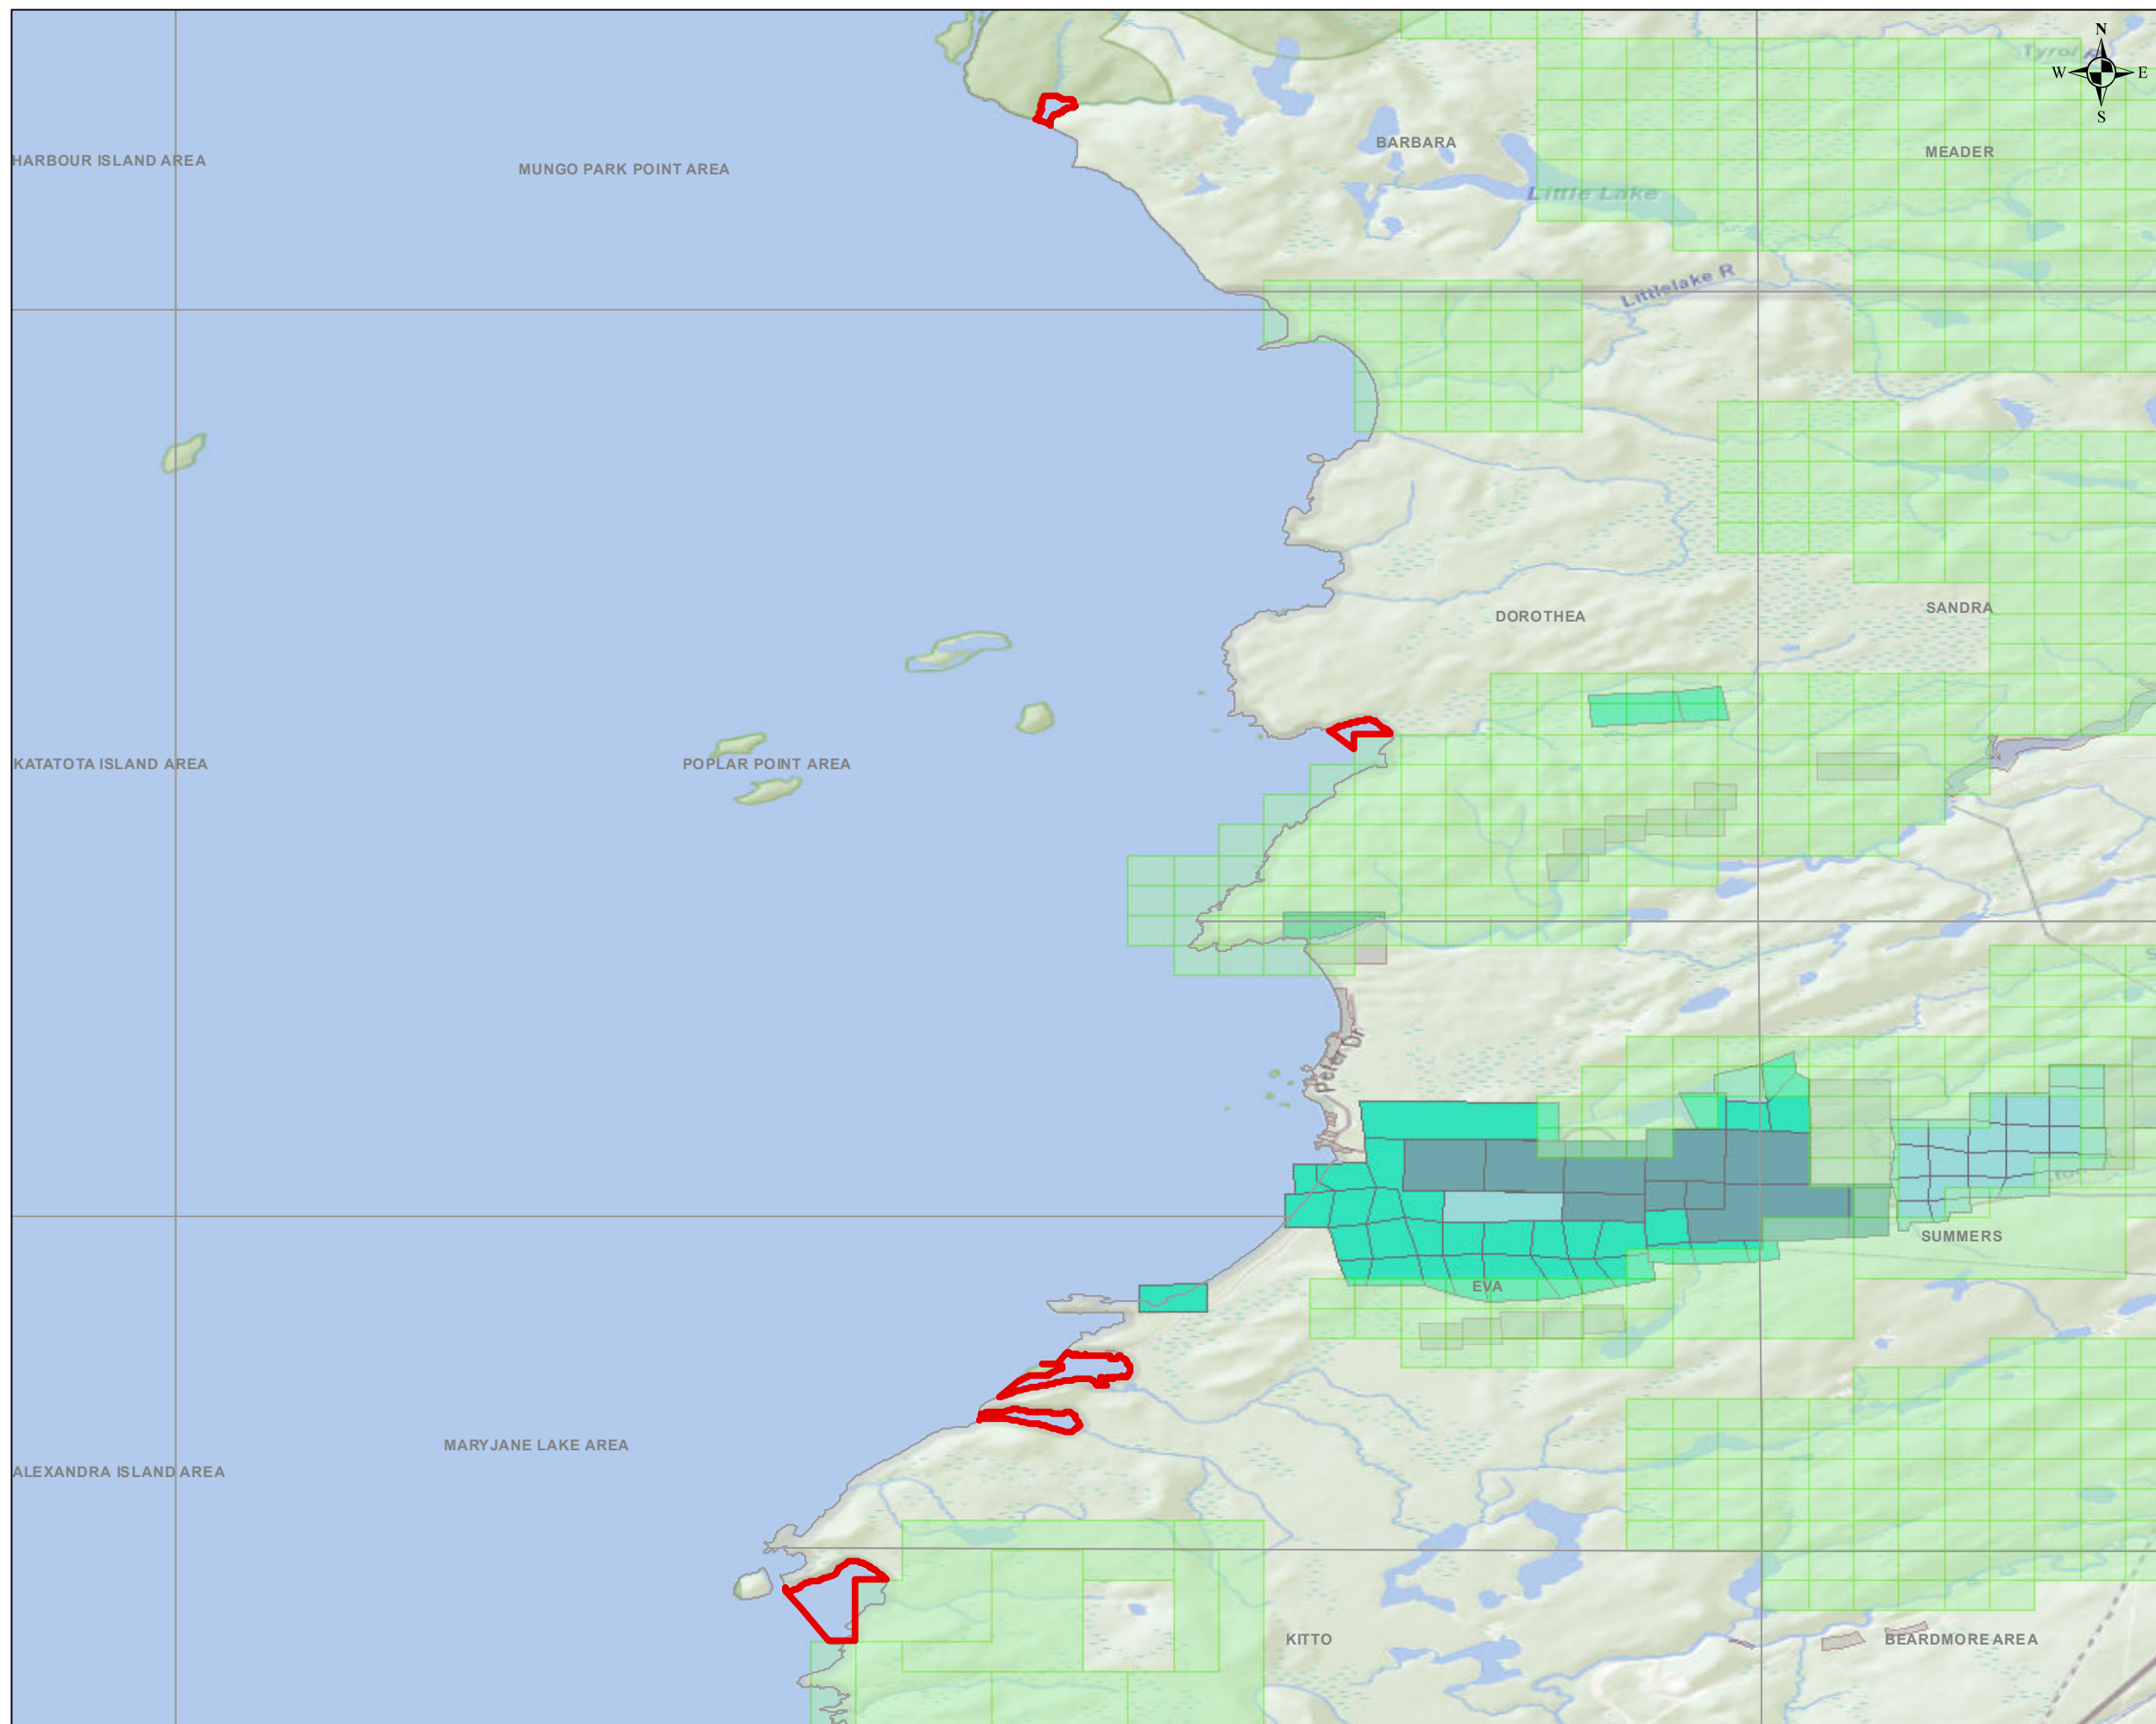 N
Tyrol
W E
S
BARBARA
MEADER
HARBOUR ISLAND AREA
MUNGO PARK POINT AREA
Little Lake
Littlelake R
SANDRA
DOROTHEA
KATATOTA ISLAND AREA
POPLAR POINT AREA
Peter Dr
SUMMERS
EVA
MARYJANE LAKE AREA
ALEXANDRA ISLAND AREA
KITTO
BEARDMORE AREA